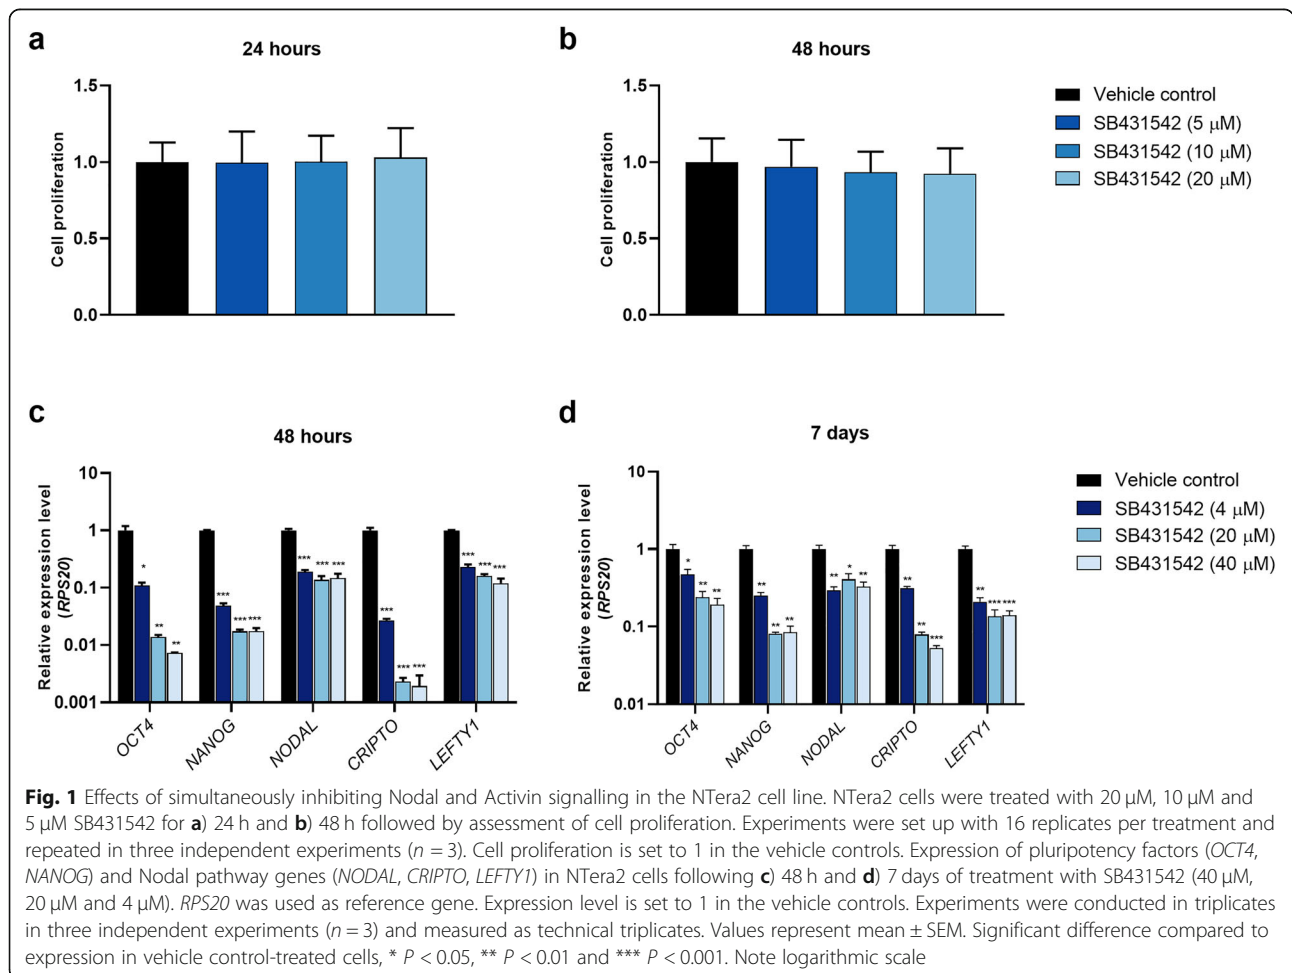 a
24 hours
1.5
1.0
0.5
0.0
Cell proliferation
b
48 hours
1.5
1.0
0.5
0.0
Cell proliferation
Vehicle control
SB431542 (5 µM)
SB431542 (10 µM)
SB431542 (20 µM)
c
48 hours
10
1
0.1
0.01
0.001
Relative expression level
(RPS20)
*
**
**
***
***
***
***
***
***
***
***
***
***
***
***
OCT4
NANOG
NODAL
CRIPTO
LEFTY1
d
7 days
10
1
0.1
0.01
Relative expression level
(RPS20)
*
**
**
**
**
**
**
*
**
**
**
***
**
***
***
OCT4
NANOG
NODAL
CRIPTO
LEFTY1
Vehicle control
SB431542 (4 µM)
SB431542 (20 µM)
SB431542 (40 µM)
Fig. 1 Effects of simultaneously inhibiting Nodal and Activin signalling in the NTera2 cell line. NTera2 cells were treated with 20 µM, 10 µM and
5 µM SB431542 for a) 24 h and b) 48 h followed by assessment of cell proliferation. Experiments were set up with 16 replicates per treatment and
repeated in three independent experiments (n = 3). Cell proliferation is set to 1 in the vehicle controls. Expression of pluripotency factors (OCT4,
NANOG) and Nodal pathway genes (NODAL, CRIPTO, LEFTY1) in NTera2 cells following c) 48 h and d) 7 days of treatment with SB431542 (40 µM,
20 µM and 4 µM). RPS20 was used as reference gene. Expression level is set to 1 in the vehicle controls. Experiments were conducted in triplicates
in three independent experiments (n = 3) and measured as technical triplicates. Values represent mean ± SEM. Significant difference compared to
expression in vehicle control-treated cells, * P < 0.05, ** P < 0.01 and *** P < 0.001. Note logarithmic scale